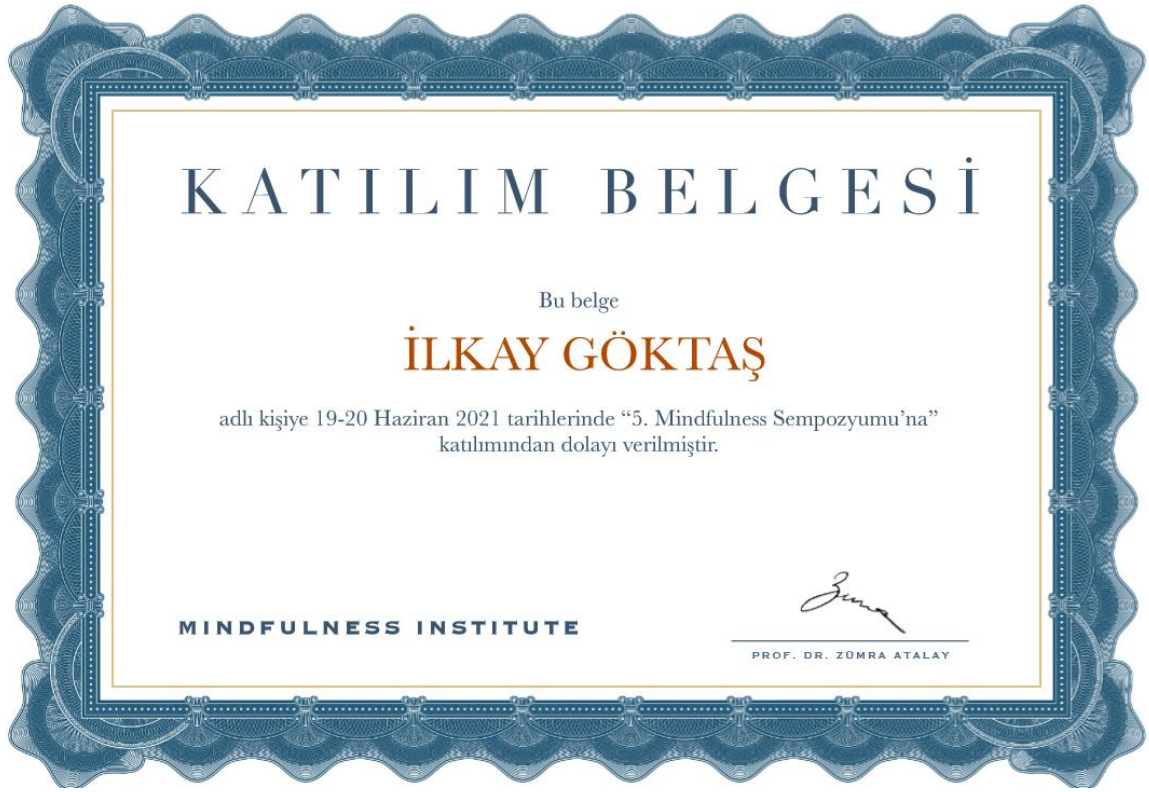 KATILIM BELGESİ
Bu belge
İLKAY GÖKTAŞ
adlı kişiye 19-20 Haziran 2021 tarihlerinde “5. Mindfulness Sempozyumu’na”
katılımından dolayı verilmiştir.
Zümra
MINDFULNESS INSTITUTE
PROF. DR. ZÜMRA ATALAY